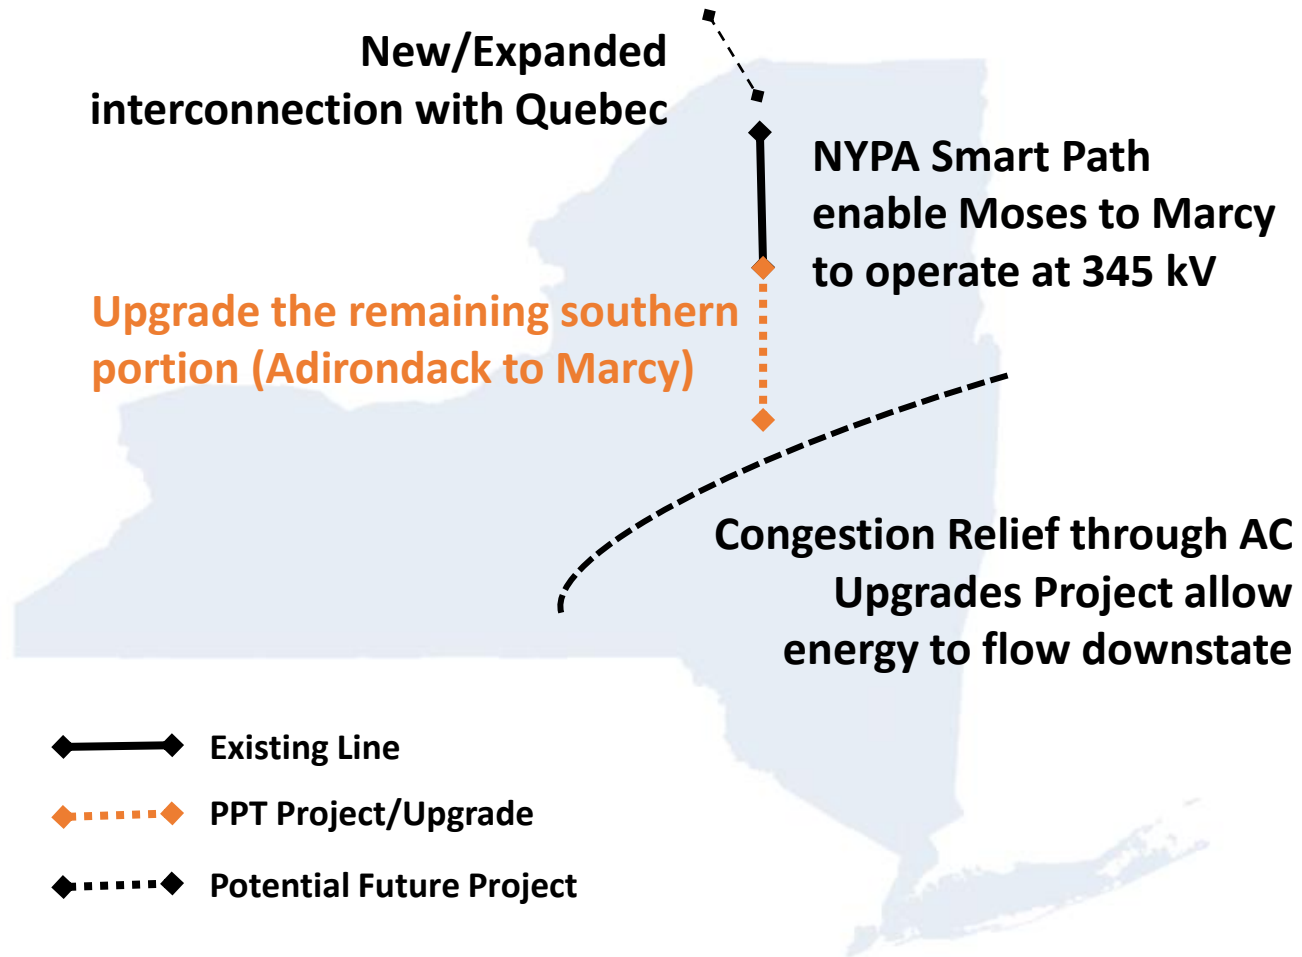 New/Expanded
interconnection with Quebec
NYPA Smart Path
enable Moses to Marcy
to operate at 345 kV
Upgrade the remaining southern
portion (Adirondack to Marcy)
Congestion Relief through AC
Upgrades Project allow
energy to flow downstate
Existing Line
PPT Project/Upgrade
Potential Future Project